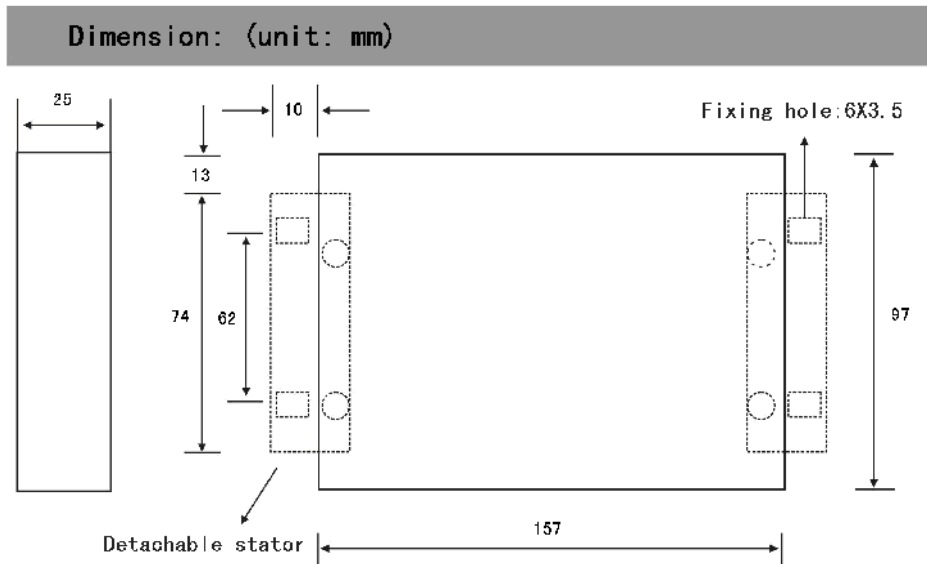 Dimension: (unit: mm)
25
10
Fixing hole:6X3.5
13
74
62
97
157
Detachable stator